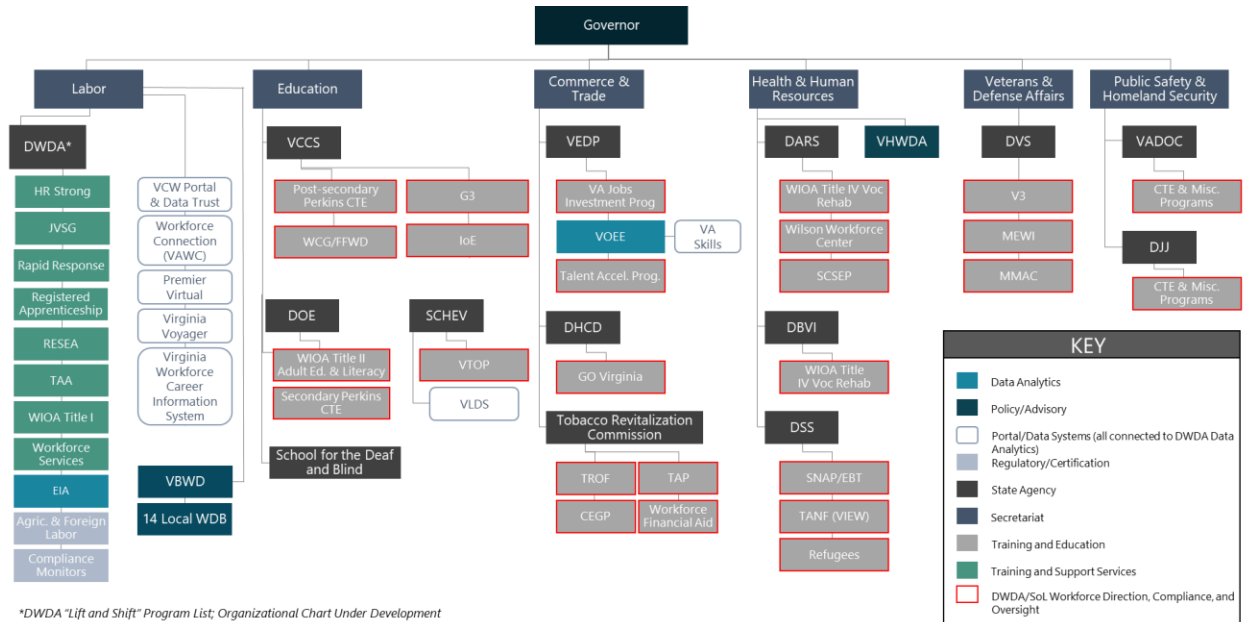 Governor
Labor
Education
Commerce &
Trade
Health & Human
Resources
Veterans &
Defense Affairs
Public Safety &
Homeland Security
DWDA*
HR Strong
JVSG
Rapid Response
Registered
Apprenticeship
RESEA
TAA
WIOA Title I
Workforce
Services
EIA
Agric. & Foreign
Labor
Compliance
Monitors
VCW Portal
& Data Trust
Workforce
Connection
(VAWC)
Premier
Virtual
Virginia
Voyager
Virginia
Workforce
Career
Information
System
VBWD
14 Local WDB
VCCS
Post-secondary
Perkins CTE
G3
WCG/FFWD
IoE
DOE
WIOA Title II
Adult Ed. & Literacy
Secondary Perkins
CTE
SCHEV
VTOP
VLDS
School for the Deaf
and Blind
VEDP
VA Jobs
Investment Prog
VOEE
VA
Skills
Talent Accel. Prog.
DHCD
GO Virginia
Tobacco Revitalization
Commission
TROF
TAP
CEGP
Workforce
Financial Aid
DARS
VHWDA
WIOA Title IV Voc
Rehab
Wilson Workforce
Center
SCSEP
DBVI
WIOA Title
IV Voc Rehab
DSS
SNAP/EBT
TANF (VIEW)
Refugees
DVS
V3
MEWI
MMAC
VADOC
CTE & Misc.
Programs
DJJ
CTE & Misc.
Programs
KEY
Data Analytics
Policy/Advisory
Portal/Data Systems (all connected to DWDA Data
Analytics)
Regulatory/Certification
State Agency
Secretariat
Training and Education
Training and Support Services
DWDA/SoL Workforce Direction, Compliance, and
Oversight
*DWDA "Lift and Shift" Program List; Organizational Chart Under Development